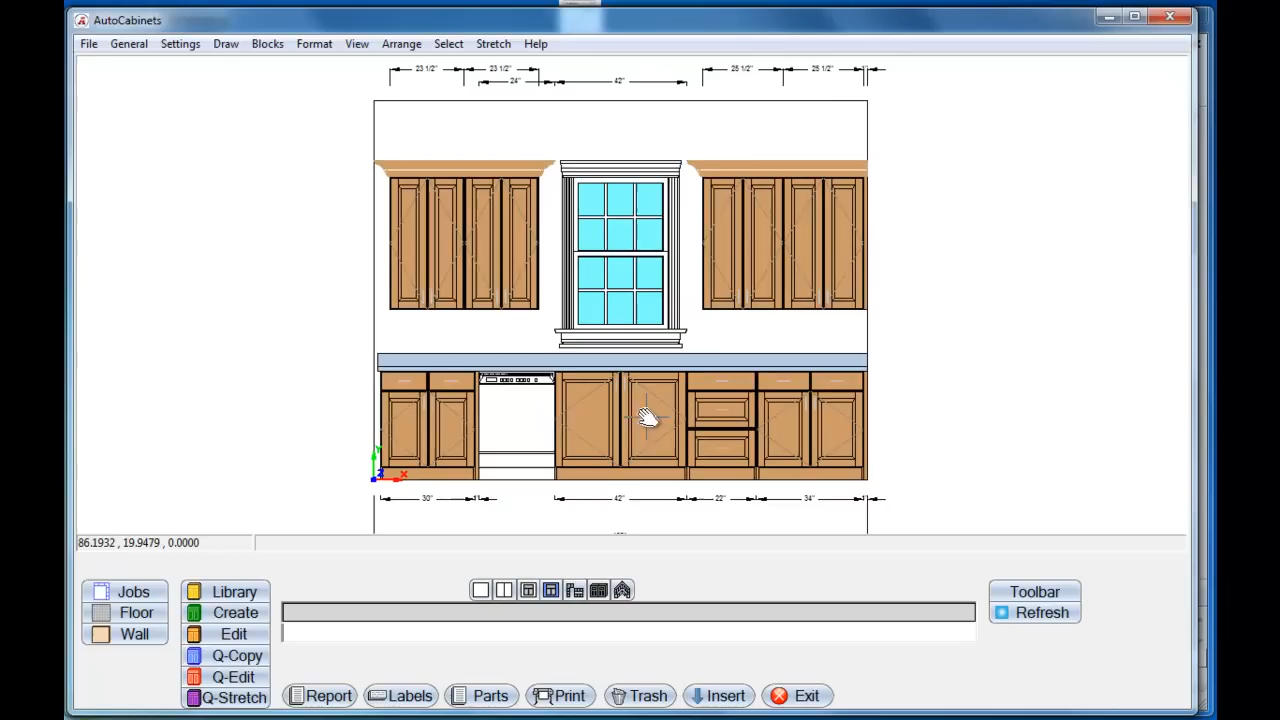 AutoCabinets
File General Settings Draw Blocks Format View Arrange Select Stretch Help
23 1/2" 23 1/2" 25 1/2" 25 1/2"
24" 42"
Y
Z X
30" 42" 22" 34"
86.1932 , 19.9479 , 0.0000
Jobs Library Toolbar
Floor Create Refresh
Wall Edit
Q-Copy
Q-Edit
Q-Stretch Report Labels Parts Print Trash Insert Exit